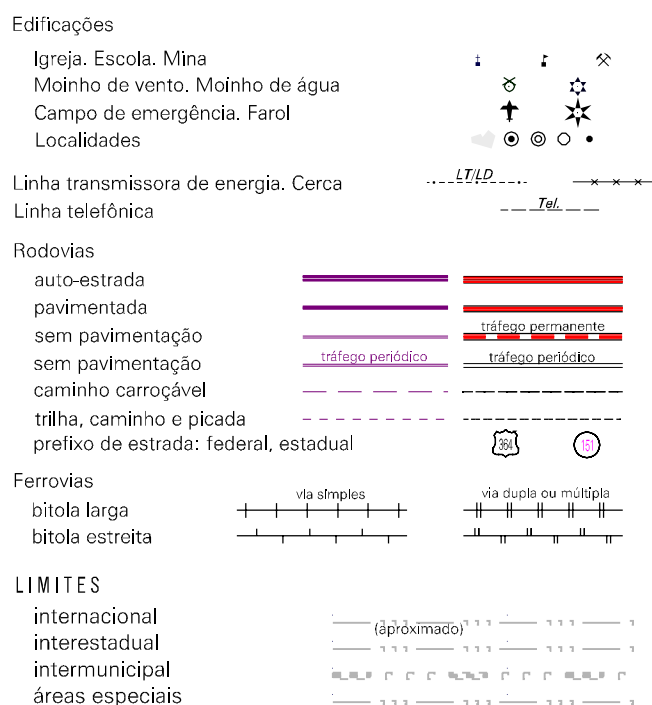 Edificações
Igreja. Escola. Mina
Moinho de vento. Moinho de água
Campo de emergência. Farol
Localidades
Linha transmissora de energia. Cerca LT/LD
Linha telefônica Tel.
Rodovias
auto-estrada
pavimentada
sem pavimentação tráfego permanente
sem pavimentação tráfego periódico tráfego periódico
caminho carroçável
trilha, caminho e picada
prefixo de estrada: federal, estadual 364 151
Ferrovias
bitola larga via simples via dupla ou múltipla
bitola estreita
LIMITES
internacional (aproximado)
interestadual
intermunicipal
áreas especiais